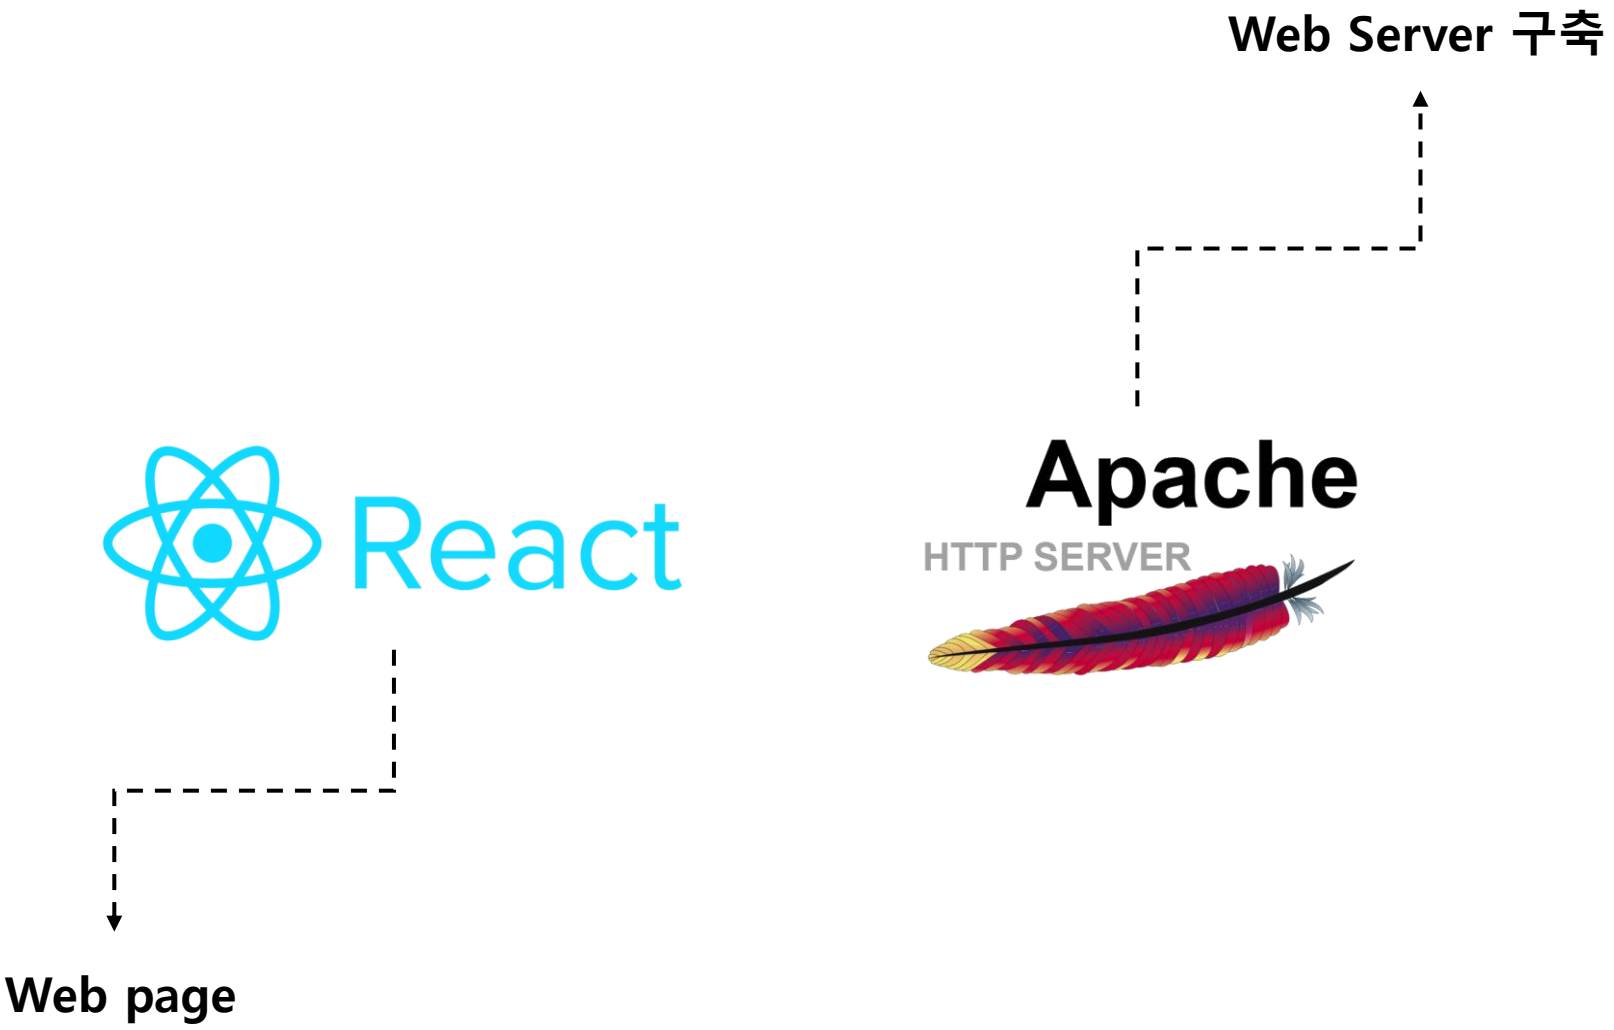 Web Server 구축
React
Apache
HTTP SERVER
Web page